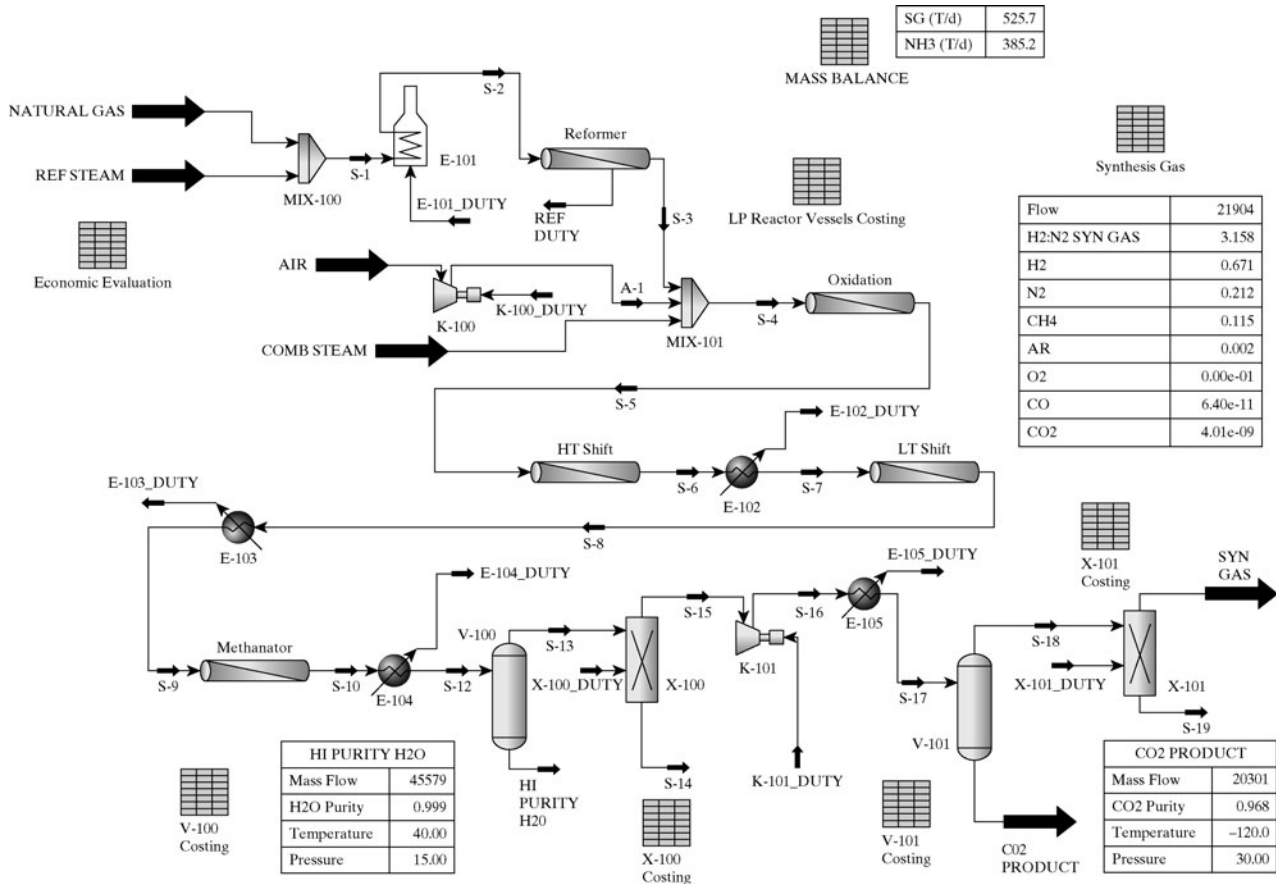 SG (T/d) 525.7
NH3 (T/d) 385.2
MASS BALANCE
S-2
NATURAL GAS
REF STEAM
MIX-100
S-1
E-101
E-101_DUTY
Reformer
REF
DUTY
S-3
LP Reactor Vessels Costing
Synthesis Gas
Economic Evaluation
AIR
K-100
K-100_DUTY
A-1
COMB STEAM
MIX-101
S-4
Oxidation
Flow 21904
H2:N2 SYN GAS 3.158
H2 0.671
N2 0.212
CH4 0.115
AR 0.002
O2 0.00e-01
CO 6.40e-11
CO2 4.01e-09
S-5
E-102_DUTY
HT Shift
S-6
E-102
S-7
LT Shift
E-103_DUTY
E-103
S-8
X-101
Costing
SYN
GAS
E-104_DUTY
E-105_DUTY
S-9
Methanator
S-10
E-104
S-12
V-100
S-13
X-100_DUTY
X-100
S-14
S-15
K-101
K-101_DUTY
S-16
E-105
S-17
V-101
S-18
X-101_DUTY
X-101
S-19
HI
PURITY
H20
V-100
Costing
HI PURITY H2O
Mass Flow 45579
H2O Purity 0.999
Temperature 40.00
Pressure 15.00
X-100
Costing
V-101
Costing
C02
PRODUCT
CO2 PRODUCT
Mass Flow 20301
CO2 Purity 0.968
Temperature –120.0
Pressure 30.00